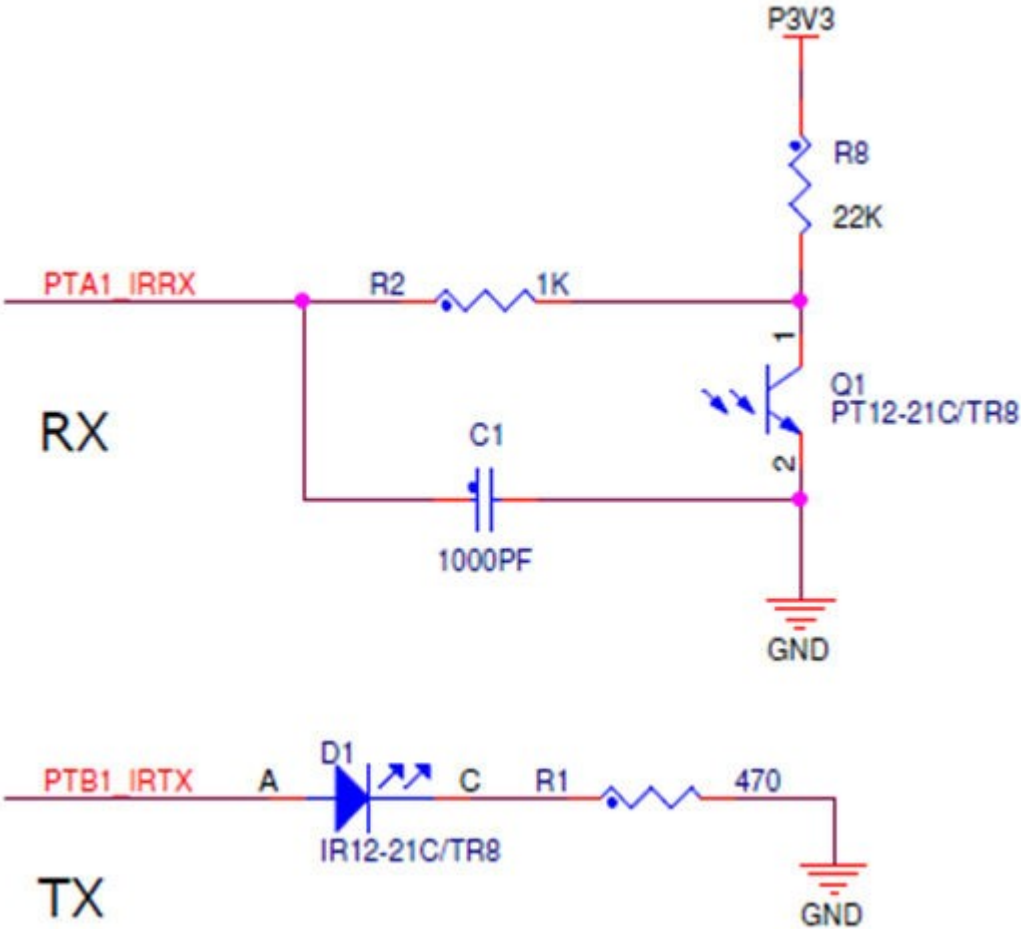 P3V3
R8
22K
PTA1_IRRX
R2
1K
1
Q1
PT12-21C/TR8
RX
C1
2
1000PF
GND
D1
PTB1_IRTX
A
C
R1
470
IR12-21C/TR8
TX
GND